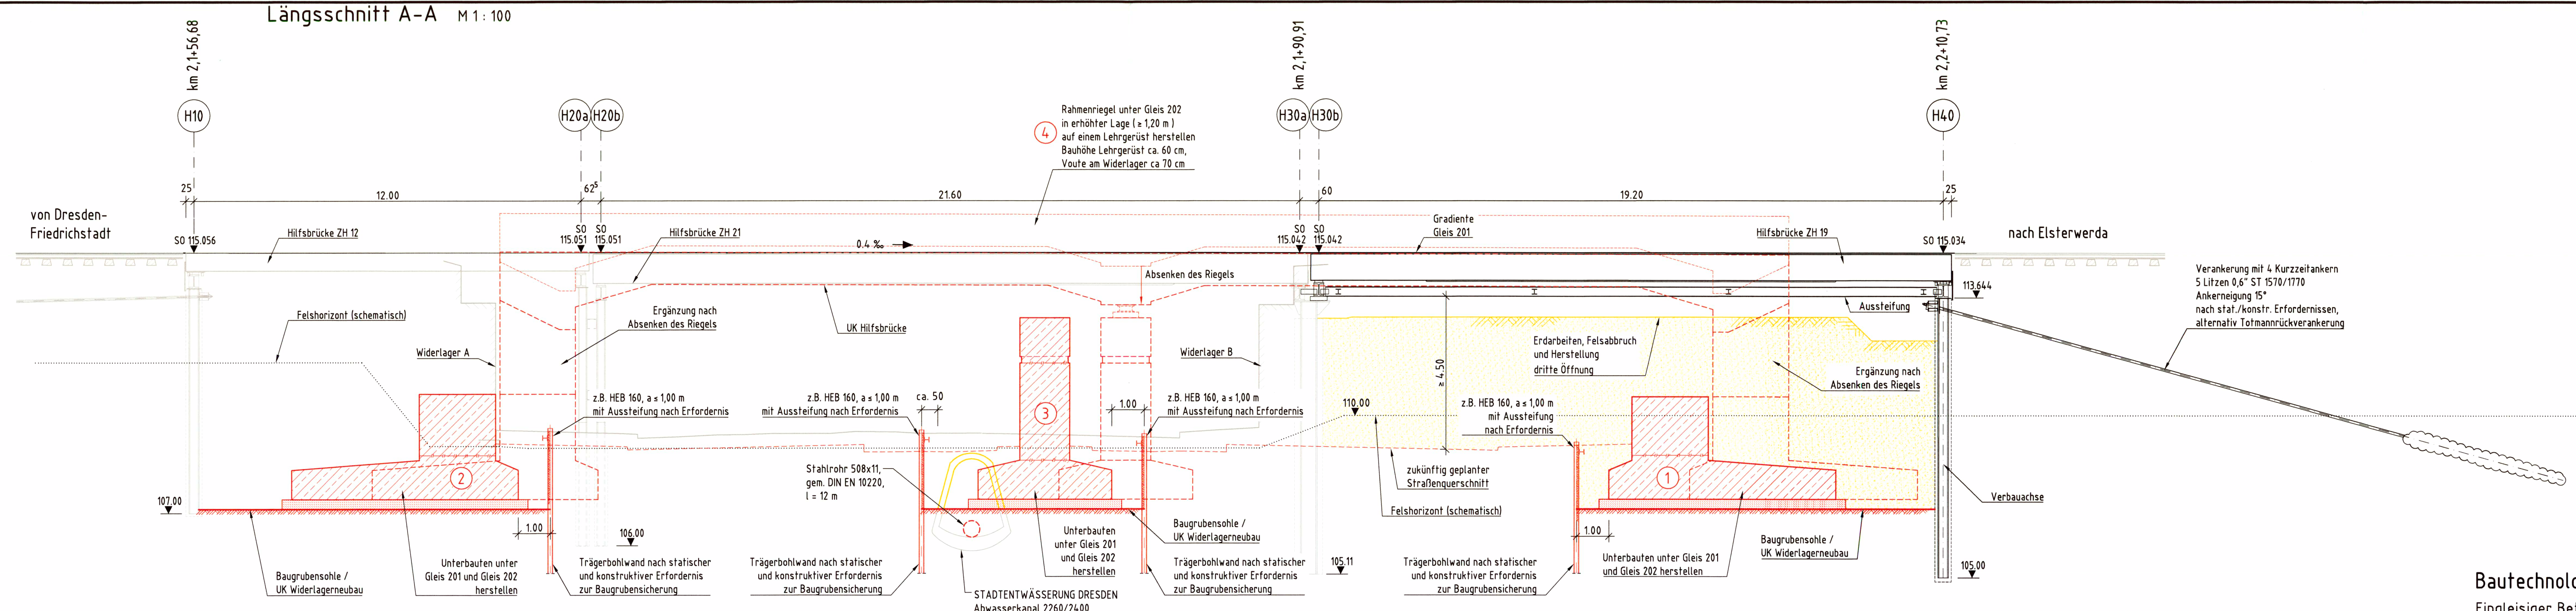 Längsschnitt A-A   M 1 : 100
km 2,1+56,68
km 2,1+90,91
km 2,2+10,73
H10
H20a
H20b
H30a
H30b
H40
Rahmenriegel unter Gleis 202
in erhöhter Lage ( ≥ 1,20 m )
auf einem Lehrgerüst herstellen
Bauhöhe Lehrgerüst ca. 60 cm,
Voute am Widerlager ca 70 cm
4
25
12.00
62⁵
21.60
60
19.20
25
von Dresden-
Friedrichstadt
SO 115.056
Hilfsbrücke ZH 12
SO
115.051
SO
115.051
Hilfsbrücke ZH 21
0.4 ‰
SO
115.042
SO
115.042
Gradiente
Gleis 201
Hilfsbrücke ZH 19
SO 115.034
nach Elsterwerda
Absenken des Riegels
113.644
Aussteifung
Verankerung mit 4 Kurzzeitankern
5 Litzen 0,6" ST 1570/1770
Ankerneigung 15°
nach stat./konstr. Erfordernissen,
alternativ Totmannrückverankerung
Felshorizont (schematisch)
Ergänzung nach
Absenken des Riegels
UK Hilfsbrücke
Widerlager A
Widerlager B
Erdarbeiten, Felsabbruch
und Herstellung
dritte Öffnung
≥ 4.50
Ergänzung nach
Absenken des Riegels
z.B. HEB 160, a ≤ 1,00 m
mit Aussteifung nach Erfordernis
z.B. HEB 160, a ≤ 1,00 m
mit Aussteifung nach Erfordernis
ca. 50
1.00
z.B. HEB 160, a ≤ 1,00 m
mit Aussteifung nach Erfordernis
110.00
z.B. HEB 160, a ≤ 1,00 m
mit Aussteifung
nach Erfordernis
3
2
1
Stahlrohr 508x11,
gem. DIN EN 10220,
l = 12 m
zukünftig geplanter
Straßenquerschnitt
Felshorizont (schematisch)
Verbauachse
107.00
1.00
106.00
1.00
Baugrubensohle /
UK Widerlagerneubau
Unterbauten unter
Gleis 201 und Gleis 202
herstellen
Trägerbohlwand nach statischer
und konstruktiver Erfordernis
zur Baugrubensicherung
Trägerbohlwand nach statischer
und konstruktiver Erfordernis
zur Baugrubensicherung
STADTENTWÄSSERUNG DRESDEN
Abwasserkanal 2260/2400
Unterbauten
unter Gleis 201
und Gleis 202
herstellen
Baugrubensohle /
UK Widerlagerneubau
Trägerbohlwand nach statischer
und konstruktiver Erfordernis
zur Baugrubensicherung
105.11
Trägerbohlwand nach statischer
und konstruktiver Erfordernis
zur Baugrubensicherung
Unterbauten unter Gleis 201
und Gleis 202 herstellen
Baugrubensohle /
UK Widerlagerneubau
105.00